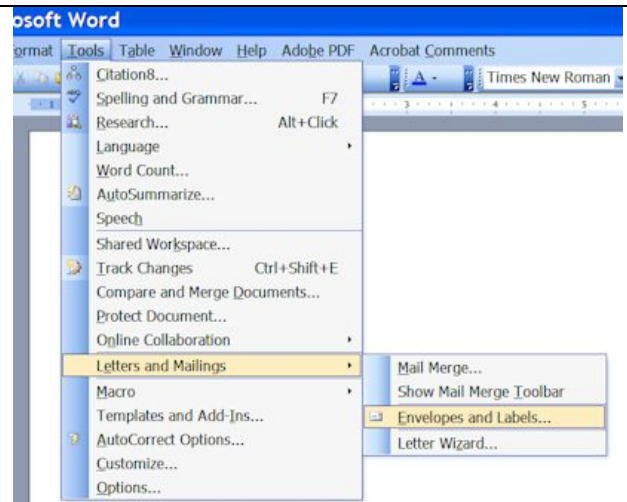 osoft Word
ormat Tools Table Window Help Adobe PDF Acrobat Comments
A Times New Roman
3 4 5
Citation8...
Spelling and Grammar... F7
Research... Alt+Click
Language
Word Count...
AutoSummarize...
Speech
Shared Workspace...
Track Changes Ctrl+Shift+E
Compare and Merge Documents...
Protect Document...
Online Collaboration
Letters and Mailings
Macro
Templates and Add-Ins...
AutoCorrect Options...
Customize...
Options...
Mail Merge...
Show Mail Merge Toolbar
Envelopes and Labels...
Letter Wizard...